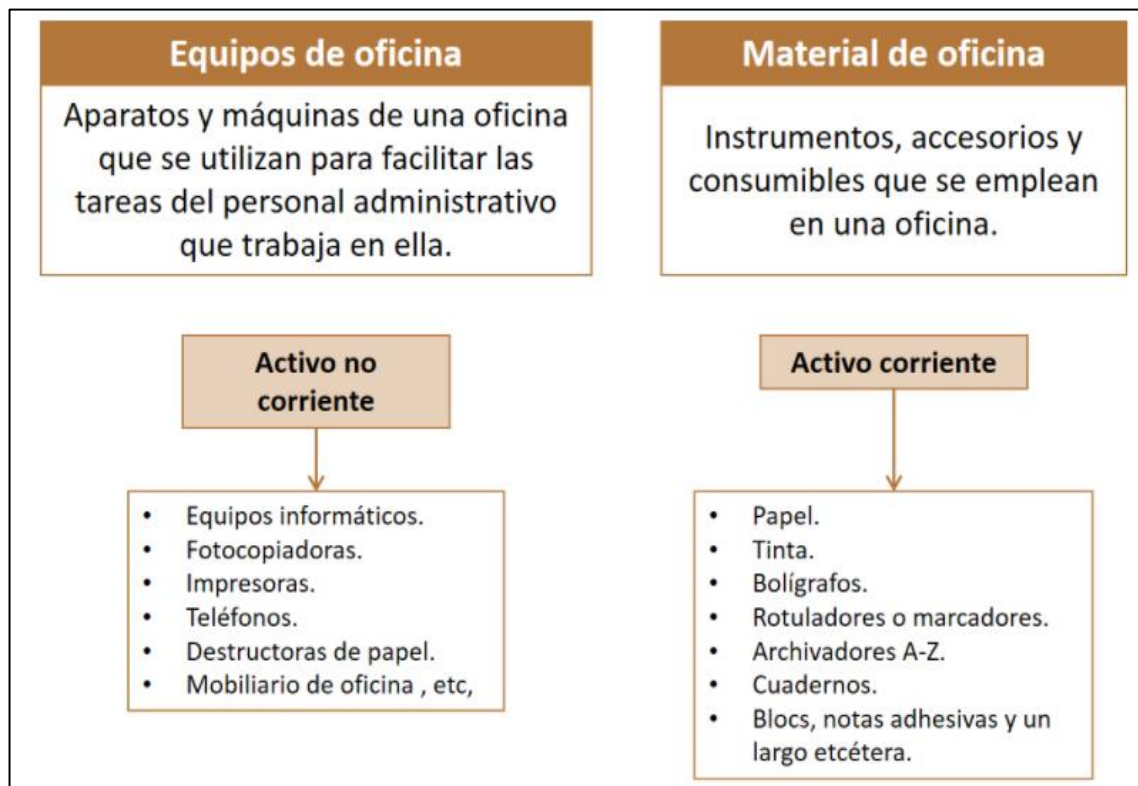 Equipos de oficina
Aparatos y máquinas de una oficina
que se utilizan para facilitar las
tareas del personal administrativo
que trabaja en ella.
Material de oficina
Instrumentos, accesorios y
consumibles que se emplean
en una oficina.
Activo no
corriente
• Equipos informáticos.
• Fotocopiadoras.
• Impresoras.
• Teléfonos.
• Destructoras de papel.
• Mobiliario de oficina , etc,
Activo corriente
• Papel.
• Tinta.
• Bolígrafos.
• Rotuladores o marcadores.
• Archivadores A-Z.
• Cuadernos.
• Blocs, notas adhesivas y un
largo etcétera.